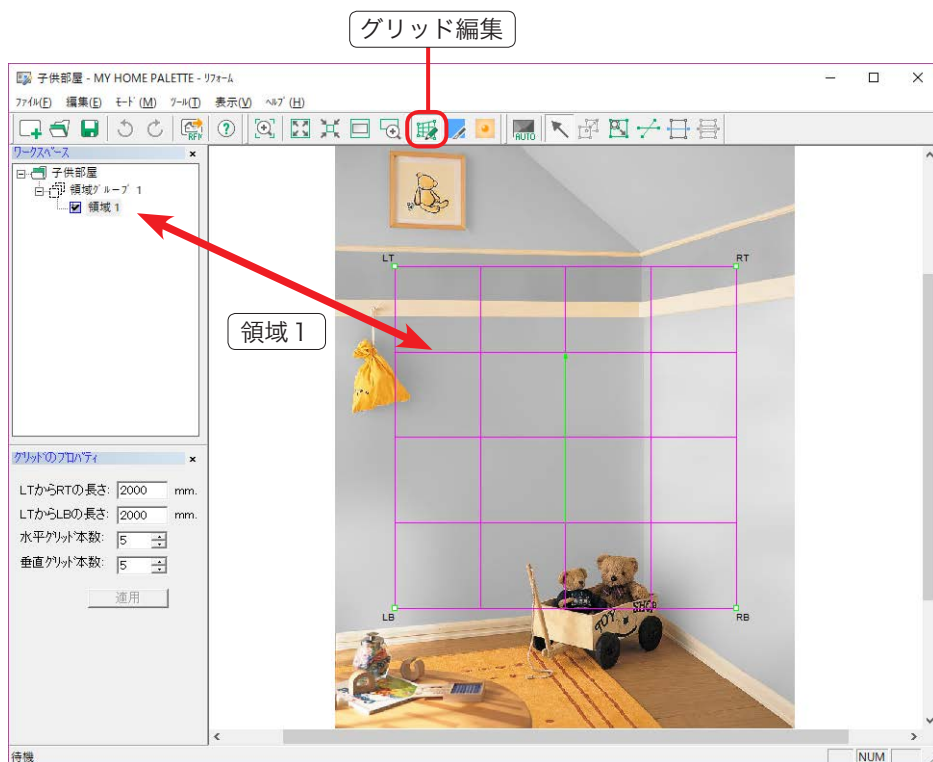 グリッド編集
子供部屋 - MY HOME PALETTE - リフォーム
ファイル(F) 編集(E) モード(M) ツール(T) 表示(V) ヘルプ(H)
RFM
AUTO
ワークスペース
子供部屋
領域グループ 1
領域 1
領域 1
LT
RT
LB
RB
TOY SHOP
グリッドのプロパティ
LTからRTの長さ: 2000 mm.
LTからLBの長さ: 2000 mm.
水平グリッド本数: 5
垂直グリッド本数: 5
適用
待機
NUM